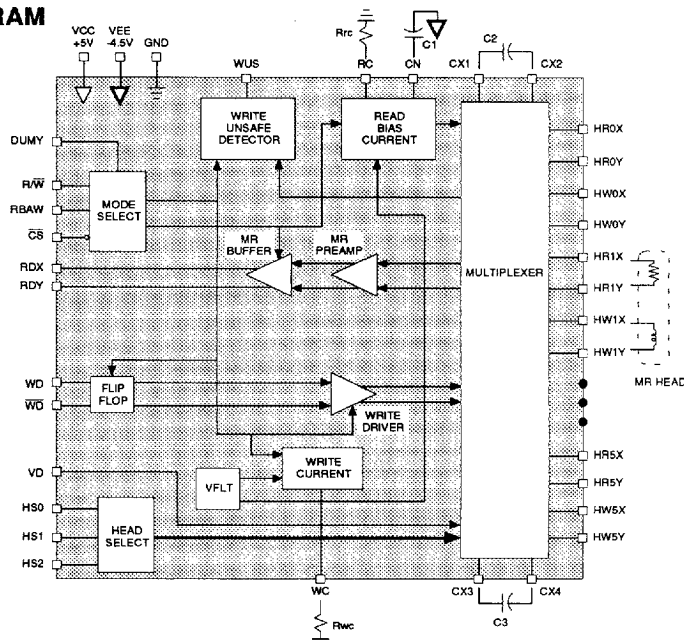 RAM
VCC
+5V
VEE
-4.5V
GND
WUS
Rrc
RC
C1
CN
CX1
C2
CX2
WRITE
UNSAFE
DETECTOR
READ
BIAS
CURRENT
DUMY
R/W̅
RBAW
C̅S̅
MODE
SELECT
RDX
RDY
MR
BUFFER
MR
PREAMP
MULTIPLEXER
HR0X
HR0Y
HW0X
HW0Y
HR1X
HR1Y
HW1X
HW1Y
MR HEAD
WD
W̅D̅
FLIP
FLOP
WRITE
DRIVER
WRITE
CURRENT
VFLT
VD
HS0
HS1
HS2
HEAD
SELECT
HR5X
HR5Y
HW5X
HW5Y
WC
Rwc
CX3
C3
CX4